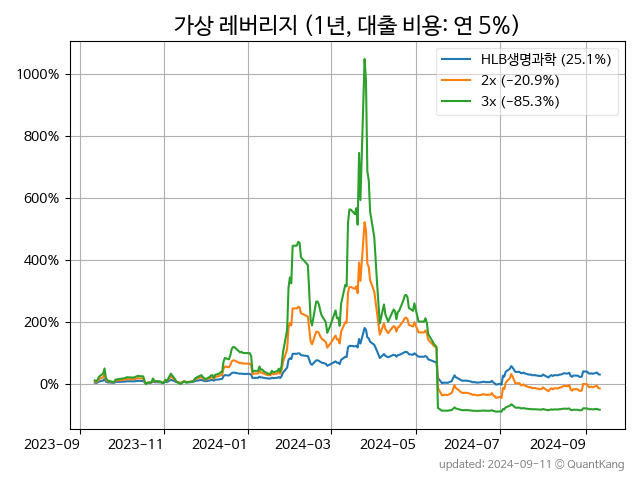 가상 레버리지 (1년, 대출 비용: 연 5%)
HLB생명과학 (25.1%)
2x (−20.9%)
3x (−85.3%)
1000%
800%
600%
400%
200%
0%
2023-09 2023-11 2024-01 2024-03 2024-05 2024-07 2024-09
updated: 2024-09-11 © QuantKang